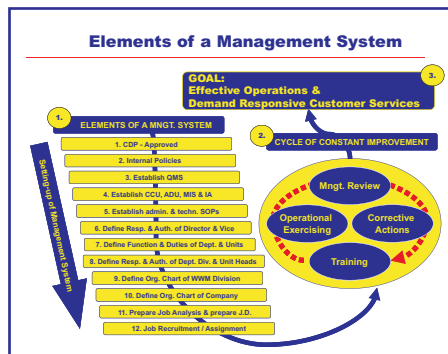 Elements of a Management System
GOAL:
Effective Operations &
Demand Responsive Customer Services
3.
1.
ELEMENTS OF A MNGT. SYSTEM
1. CDP - Approved
2. Internal Policies
3. Establish QMS
4. Establish CCU, ADU, MIS & IA
5. Establish admin. & techn. SOPs
6. Define Resp. & Auth. of Director & Vice
7. Define Function & Duties of Dept. & Units
8. Define Resp. & Auth. of Dept. Div. & Unit Heads
9. Define Org. Chart of WWM Division
10. Define Org. Chart of Company
11. Prepare Job Analysis & prepare J.D.
12. Job Recruitment / Assignment
Setting-up of Management System
2.
CYCLE OF CONSTANT IMPROVEMENT
Mngt. Review
Operational
Exercising
Corrective
Actions
Training